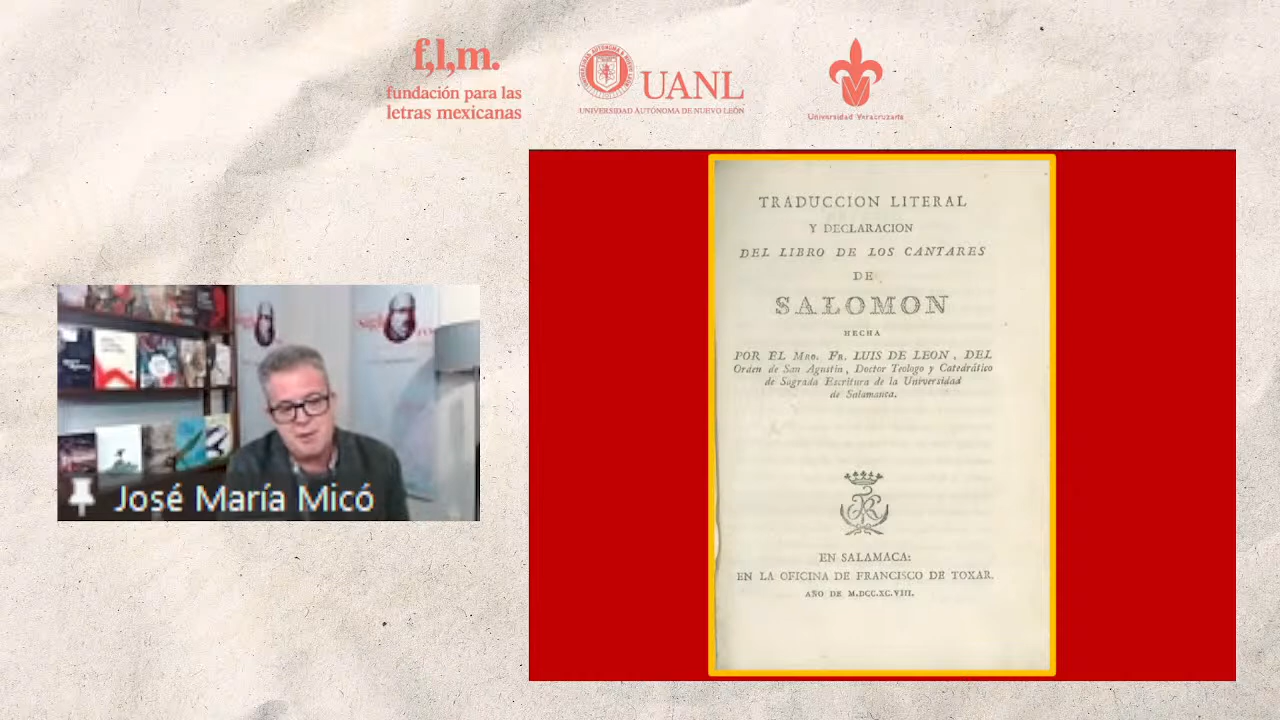 f,l,m.
fundación para las
letras mexicanas
UANL
UNIVERSIDAD AUTÓNOMA DE NUEVO LEÓN
Universidad Veracruzana
TRADUCCION LITERAL
Y DECLARACION
DEL LIBRO DE LOS CANTARES
DE
SALOMON
HECHA
POR EL Mro. Fr. LUIS DE LEON, DEL
Orden de San Agustin, Doctor Teologo y Catedrático
de Sagrada Escritura de la Universidad
de Salamanca.
EN SALAMACA:
EN LA OFICINA DE FRANCISCO DE TOXAR.
AÑO DE M.DCC.XC.VIII.
José María Micó